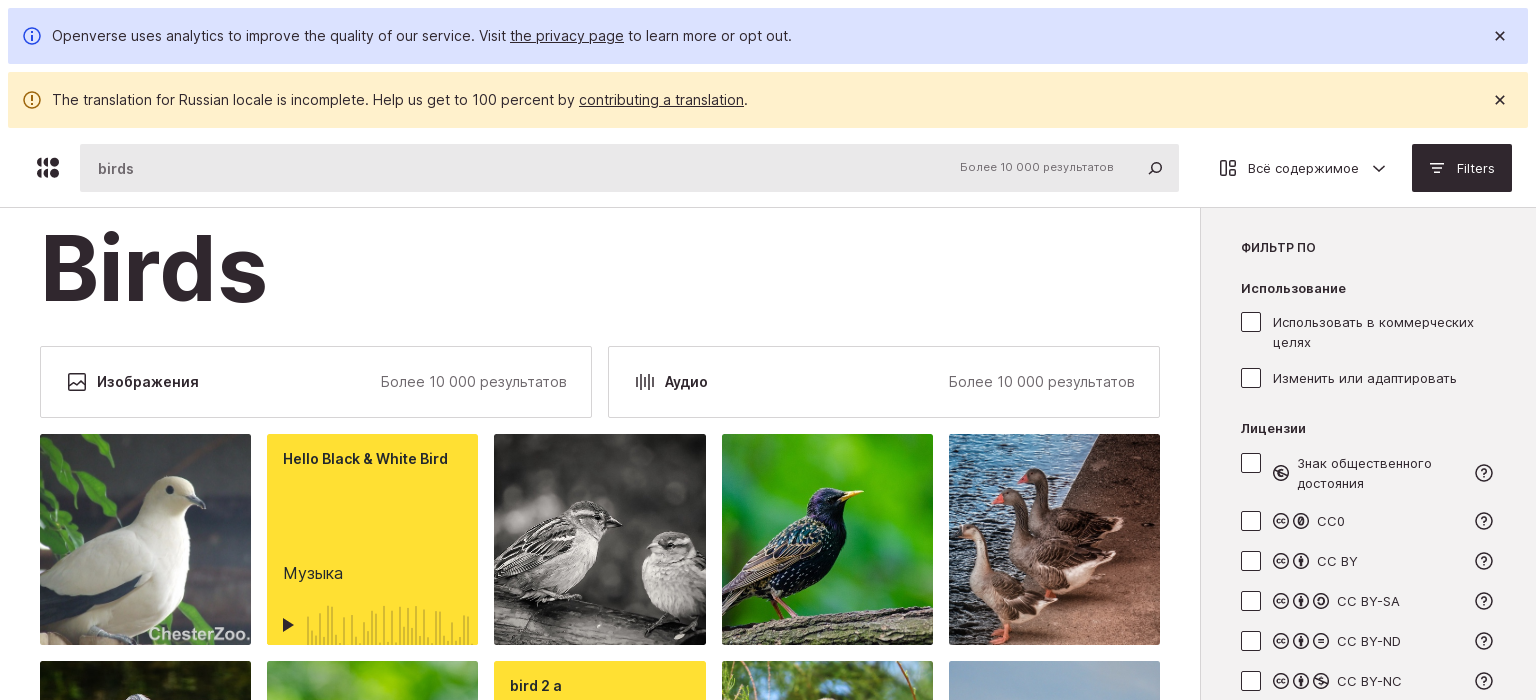 Openverse uses analytics to improve the quality of our service. Visit the privacy page to learn more or opt out.
The translation for Russian locale is incomplete. Help us get to 100 percent by contributing a translation.
birds
Более 10 000 результатов
Всё содержимое
Filters
Birds
Изображения
Более 10 000 результатов
Аудио
Более 10 000 результатов
Hello Black & White Bird
Музыка
ChesterZoo.
bird 2 a
ФИЛЬТР ПО
Использование
Использовать в коммерческих
целях
Изменить или адаптировать
Лицензии
Знак общественного
достояния
CC0
CC BY
CC BY-SA
CC BY-ND
CC BY-NC